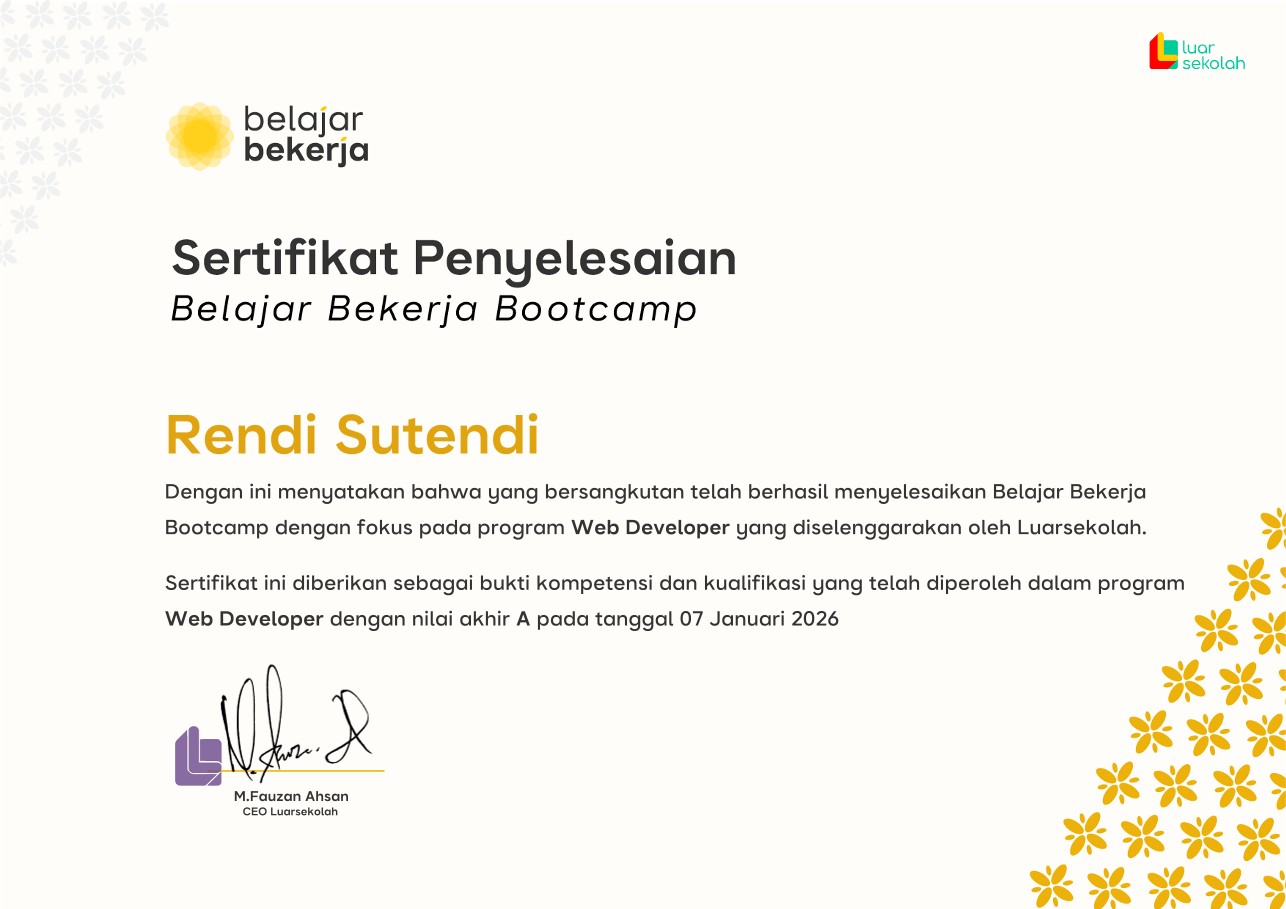 luar
sekolah
belajar
bekerja
Sertifikat Penyelesaian
Belajar Bekerja Bootcamp
Rendi Sutendi
Dengan ini menyatakan bahwa yang bersangkutan telah berhasil menyelesaikan Belajar Bekerja
Bootcamp dengan fokus pada program Web Developer yang diselenggarakan oleh Luarsekolah.
Sertifikat ini diberikan sebagai bukti kompetensi dan kualifikasi yang telah diperoleh dalam program
Web Developer dengan nilai akhir A pada tanggal 07 Januari 2026
M.Fauzan Ahsan
CEO Luarsekolah